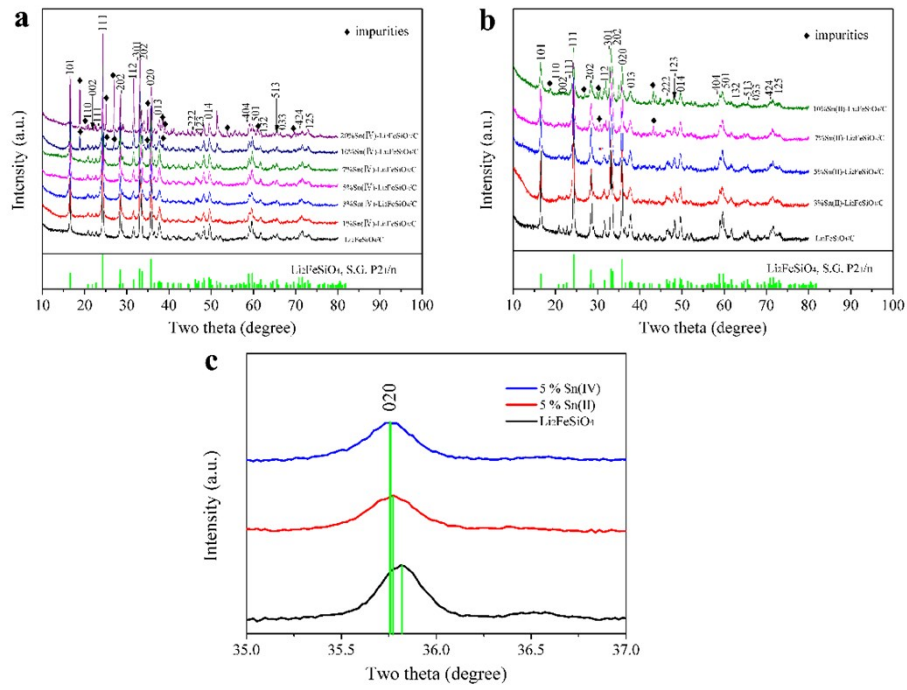 a
◆ impurities
111
101
110
002
-111
-202
-112
-301
202
020
013
-222
-123
014
-404
501
132
513
033
-424
125
20%Sn(IV)-Li₂FeSiO₄/C
10%Sn(IV)-Li₂FeSiO₄/C
7%Sn(IV)-Li₂FeSiO₄/C
3%Sn(IV)-Li₂FeSiO₄/C
1%Sn(IV)-Li₂FeSiO₄/C
Li₂FeSiO₄/C
Li₂FeSiO₄, S.G. P2₁/n
Intensity (a.u.)
10 20 30 40 50 60 70 80 90 100
Two theta (degree)
b
◆ impurities
101
110
002
-111
-111
-202
-112
-301
202
020
013
-222
-123
014
-404
501
132
513
033
-424
125
10%Sn(II)-Li₂FeSiO₄/C
7%Sn(II)-Li₂FeSiO₄/C
5%Sn(II)-Li₂FeSiO₄/C
3%Sn(II)-Li₂FeSiO₄/C
Li₂FeSiO₄/C
Li₂FeSiO₄, S.G. P2₁/n
Intensity (a.u.)
10 20 30 40 50 60 70 80 90 100
Two theta (degree)
c
020
5 % Sn(IV)
5 % Sn(II)
Li₂FeSiO₄
Intensity (a.u.)
35.0 35.5 36.0 36.5 37.0
Two theta (degree)